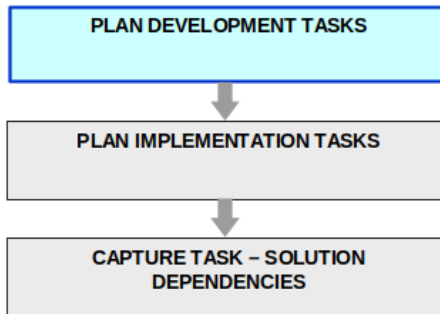 PLAN DEVELOPMENT TASKS
PLAN IMPLEMENTATION TASKS
CAPTURE TASK – SOLUTION
DEPENDENCIES